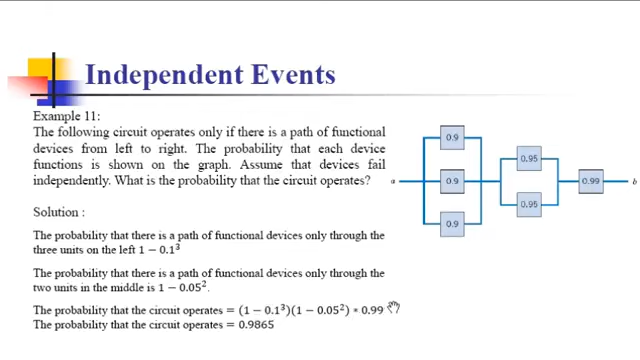 Independent Events
Example 11:
The following circuit operates only if there is a path of functional
devices from left to right. The probability that each device
functions is shown on the graph. Assume that devices fail
independently. What is the probability that the circuit operates?
Solution :
The probability that there is a path of functional devices only through the
three units on the left 1 − 0.1³
The probability that there is a path of functional devices only through the
two units in the middle is 1 − 0.05².
The probability that the circuit operates = (1 − 0.1³)(1 − 0.05²) * 0.99
The probability that the circuit operates = 0.9865
0.9
0.95
a
0.9
0.99
b
0.95
0.9